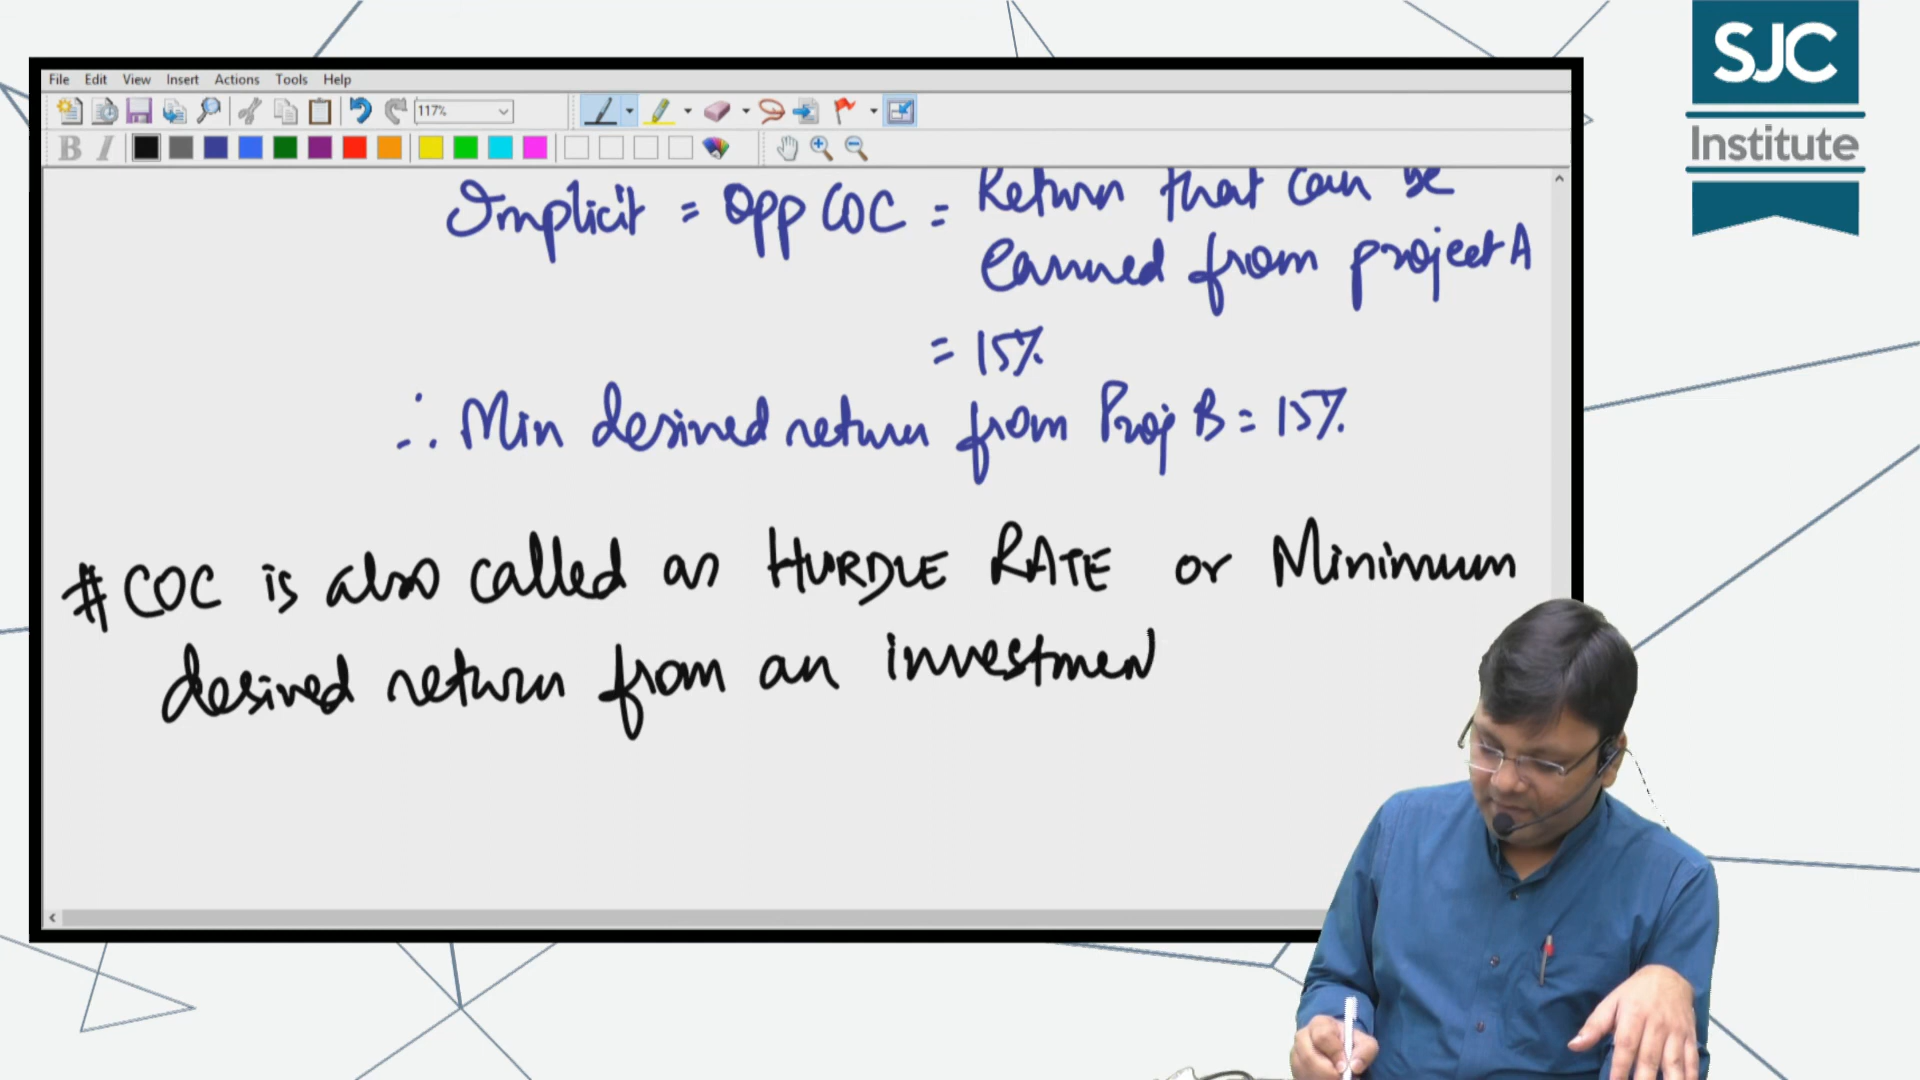 SJC
Institute
File Edit View Insert Actions Tools Help
117%
B I
Implicit = Opp COC = Return that can be
earned from project A
= 15%
∴ Min desired return from Proj B = 15%
# COC is also called as HURDLE RATE or Minimum
desired return from an investmen